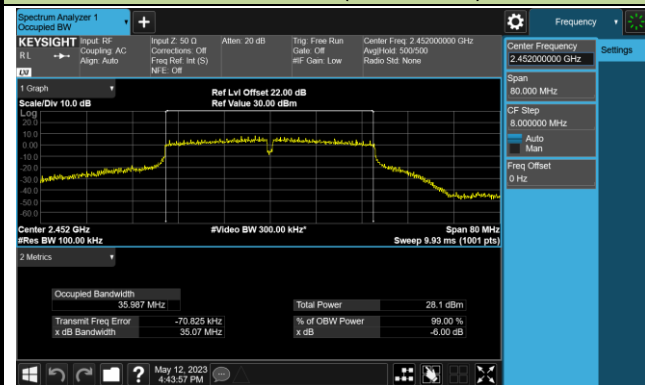 Spectrum Analyzer 1
Occupied BW
Frequency
KEYSIGHT
RL
LXI
Input: RF
Coupling: AC
Align: Auto
Input Z: 50 Ω
Corrections: Off
Freq Ref: Int (S)
NFE: Off
Atten: 20 dB
Trig: Free Run
Gate: Off
#IF Gain: Low
Center Freq: 2.452000000 GHz
Avg|Hold: 500/500
Radio Std: None
Center Frequency
2.452000000 GHz
Settings
Span
80.000 MHz
CF Step
8.000000 MHz
Auto
Man
Freq Offset
0 Hz
1 Graph
Scale/Div 10.0 dB
Ref Lvl Offset 22.00 dB
Ref Value 30.00 dBm
Log
20.0
10.0
0.00
-10.0
-20.0
-30.0
-40.0
-50.0
-60.0
Center 2.452 GHz
#Res BW 100.00 kHz
#Video BW 300.00 kHz*
Span 80 MHz
Sweep 9.93 ms (1001 pts)
2 Metrics
Occupied Bandwidth
35.987 MHz
Total Power 28.1 dBm
Transmit Freq Error -70.825 kHz
% of OBW Power 99.00 %
x dB Bandwidth 35.07 MHz
x dB -6.00 dB
May 12, 2023
4:43:57 PM